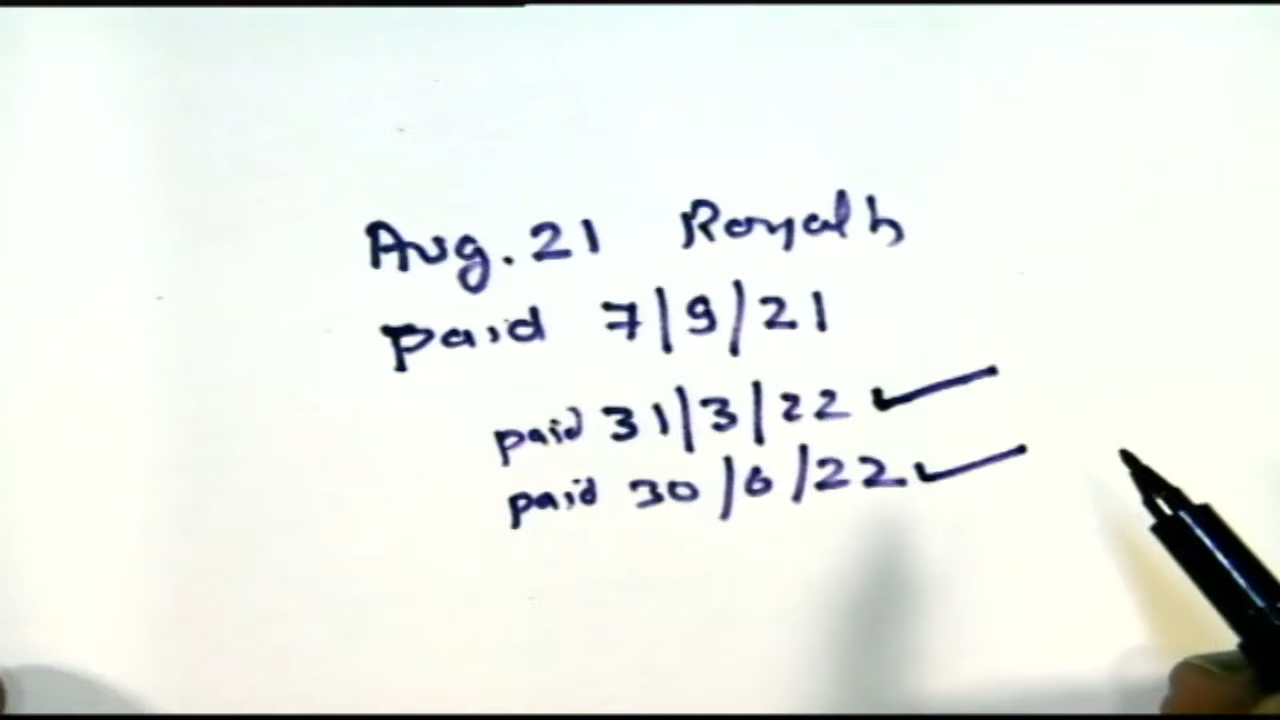 Aug. 21 Royalty
paid 7/9/21
paid 31/3/22 ✓
paid 30/6/22 ✓